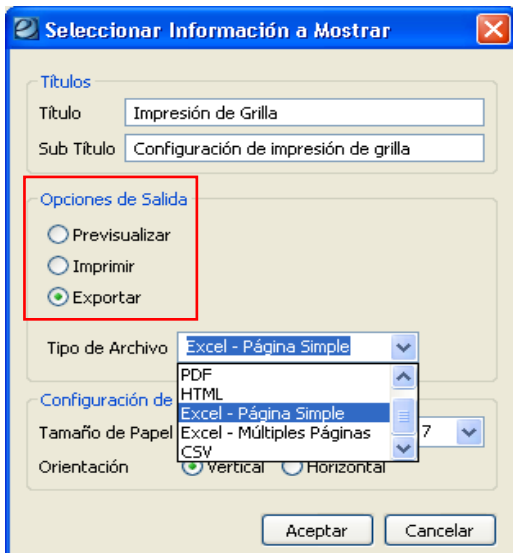 Seleccionar Información a Mostrar
Títulos
Título Impresión de Grilla
Sub Título Configuración de impresión de grilla
Opciones de Salida
Previsualizar
Imprimir
Exportar
Tipo de Archivo Excel - Página Simple
PDF
HTML
Configuración de
Excel - Página Simple
Tamaño de Papel Excel - Múltiples Páginas 7
CSV
Orientación Vertical Horizontal
Aceptar Cancelar